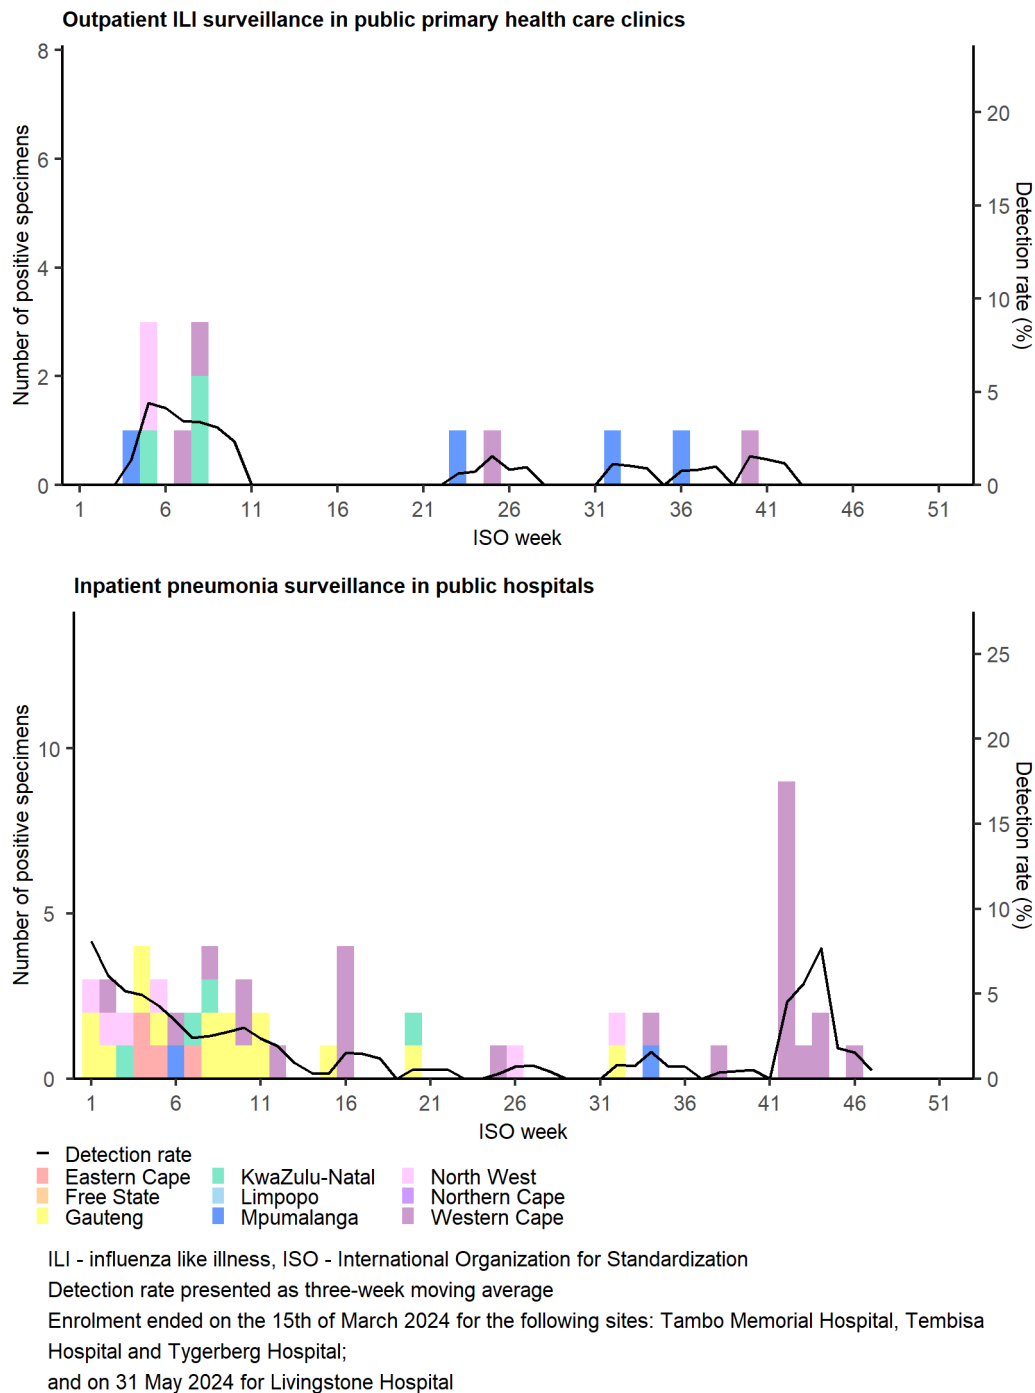 Outpatient ILI surveillance in public primary health care clinics
8
6
4
2
0
Number of positive specimens
20
15
10
5
0
Detection rate (%)
1 6 11 16 21 26 31 36 41 46 51
ISO week
Inpatient pneumonia surveillance in public hospitals
10
5
0
Number of positive specimens
25
20
15
10
5
0
Detection rate (%)
1 6 11 16 21 26 31 36 41 46 51
ISO week
Detection rate
Eastern Cape KwaZulu-Natal North West
Free State Limpopo Northern Cape
Gauteng Mpumalanga Western Cape
ILI - influenza like illness, ISO - International Organization for Standardization
Detection rate presented as three-week moving average
Enrolment ended on the 15th of March 2024 for the following sites: Tambo Memorial Hospital, Tembisa
Hospital and Tygerberg Hospital;
and on 31 May 2024 for Livingstone Hospital